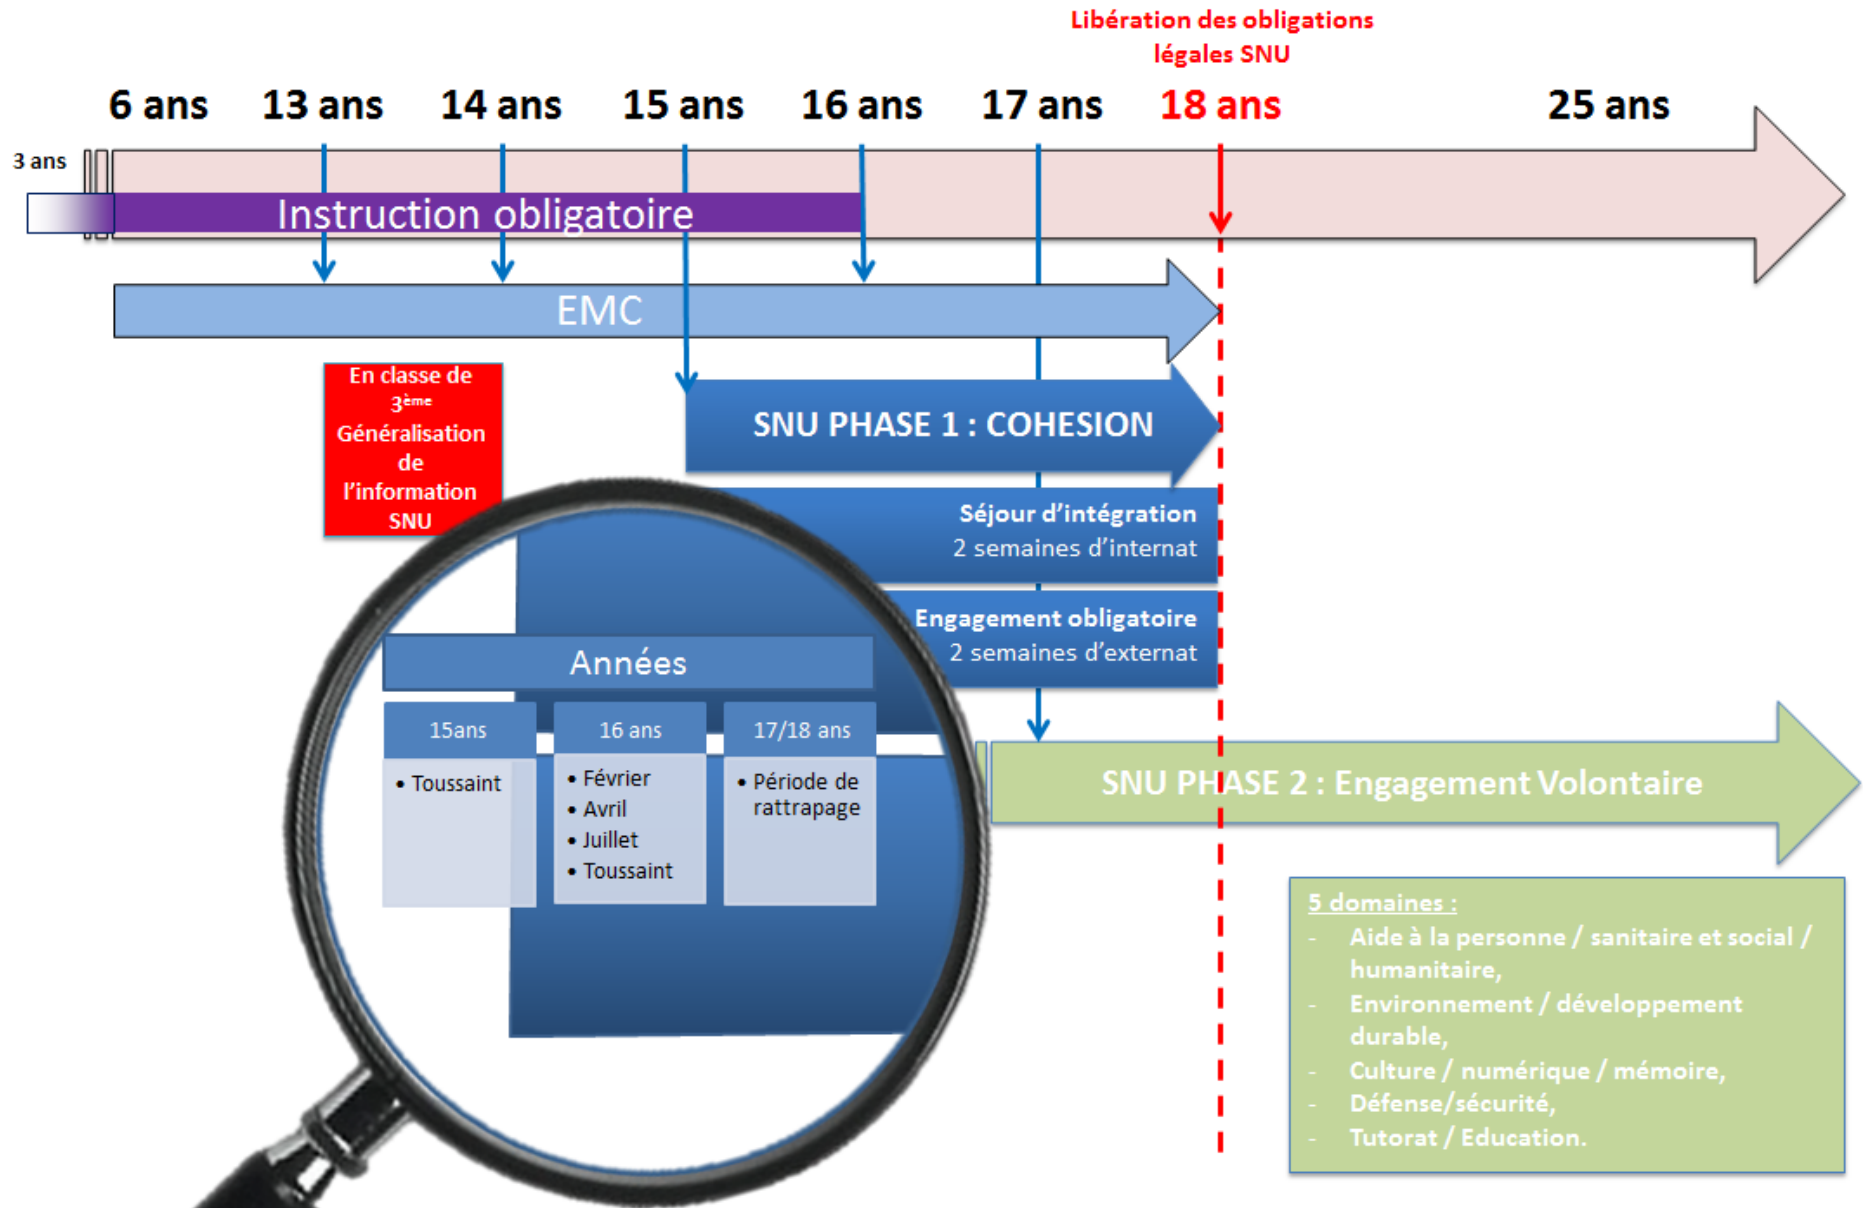 Libération des obligations
légales SNU
6 ans
13 ans
14 ans
15 ans
16 ans
17 ans
18 ans
25 ans
3 ans
Instruction obligatoire
EMC
En classe de
3ème
Généralisation
de
l'information
SNU
SNU PHASE 1 : COHESION
Séjour d'intégration
2 semaines d'internat
Engagement obligatoire
2 semaines d'externat
Années
15ans
• Toussaint
16 ans
• Février
• Avril
• Juillet
• Toussaint
17/18 ans
• Période de
rattrapage
SNU PHASE 2 : Engagement Volontaire
5 domaines :
- Aide à la personne / sanitaire et social /
humanitaire,
- Environnement / développement
durable,
- Culture / numérique / mémoire,
- Défense/sécurité,
- Tutorat / Education.